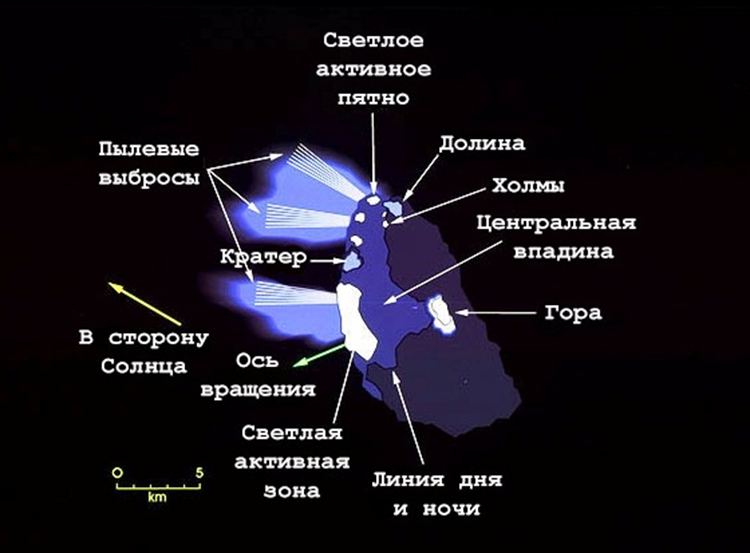 Светлое
активное
пятно
Долина
Пылевые
выбросы
Холмы
Центральная
впадина
Кратер
Гора
В сторону
Солнца
Ось
вращения
Светлая
активная
зона
Линия дня
и ночи
0 5
km